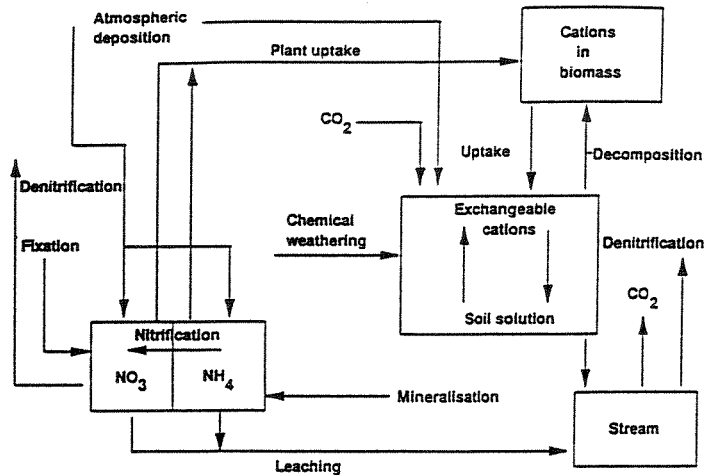 Atmospheric
deposition
Plant uptake
Cations
in
biomass
CO2
Uptake
Decomposition
Denitrification
Fixation
Chemical
weathering
Exchangeable
cations
Soil solution
Denitrification
CO2
Nitrification
NO3
NH4
Mineralisation
Stream
Leaching